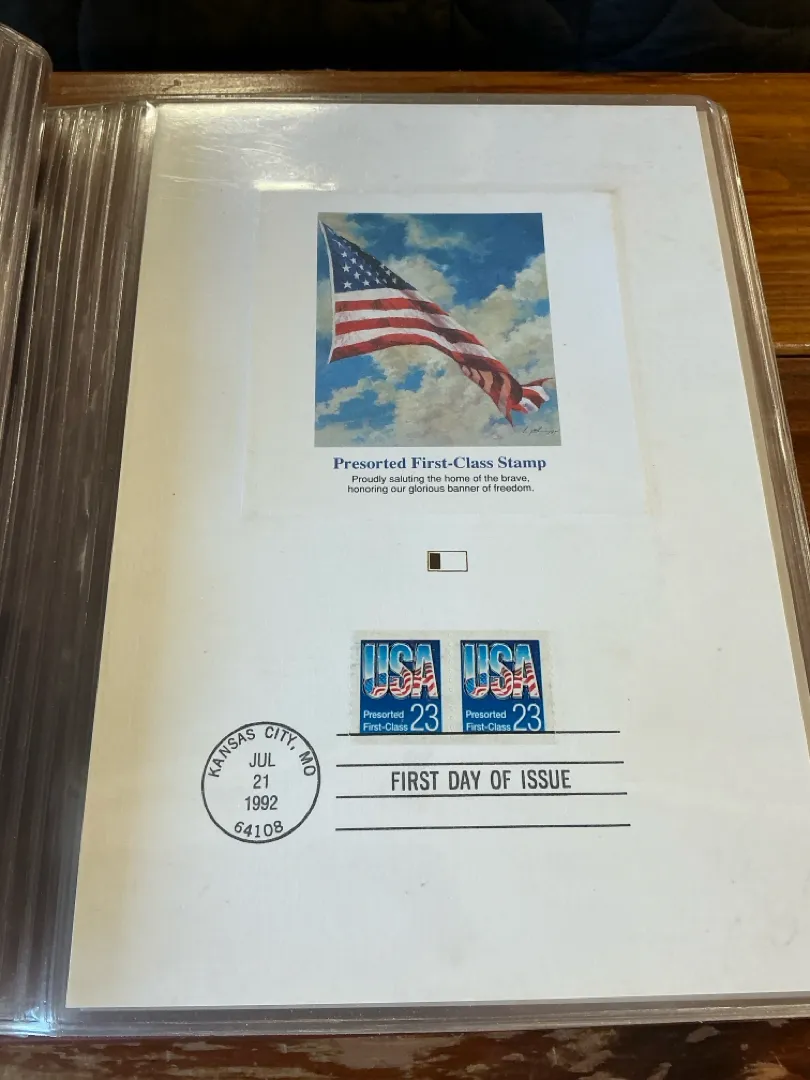 Presorted First-Class Stamp
Proudly saluting the home of the brave,
honoring our glorious banner of freedom.
USA
Presorted
First-Class 23
USA
Presorted
First-Class 23
KANSAS CITY, MO
JUL
21
1992
64108
FIRST DAY OF ISSUE